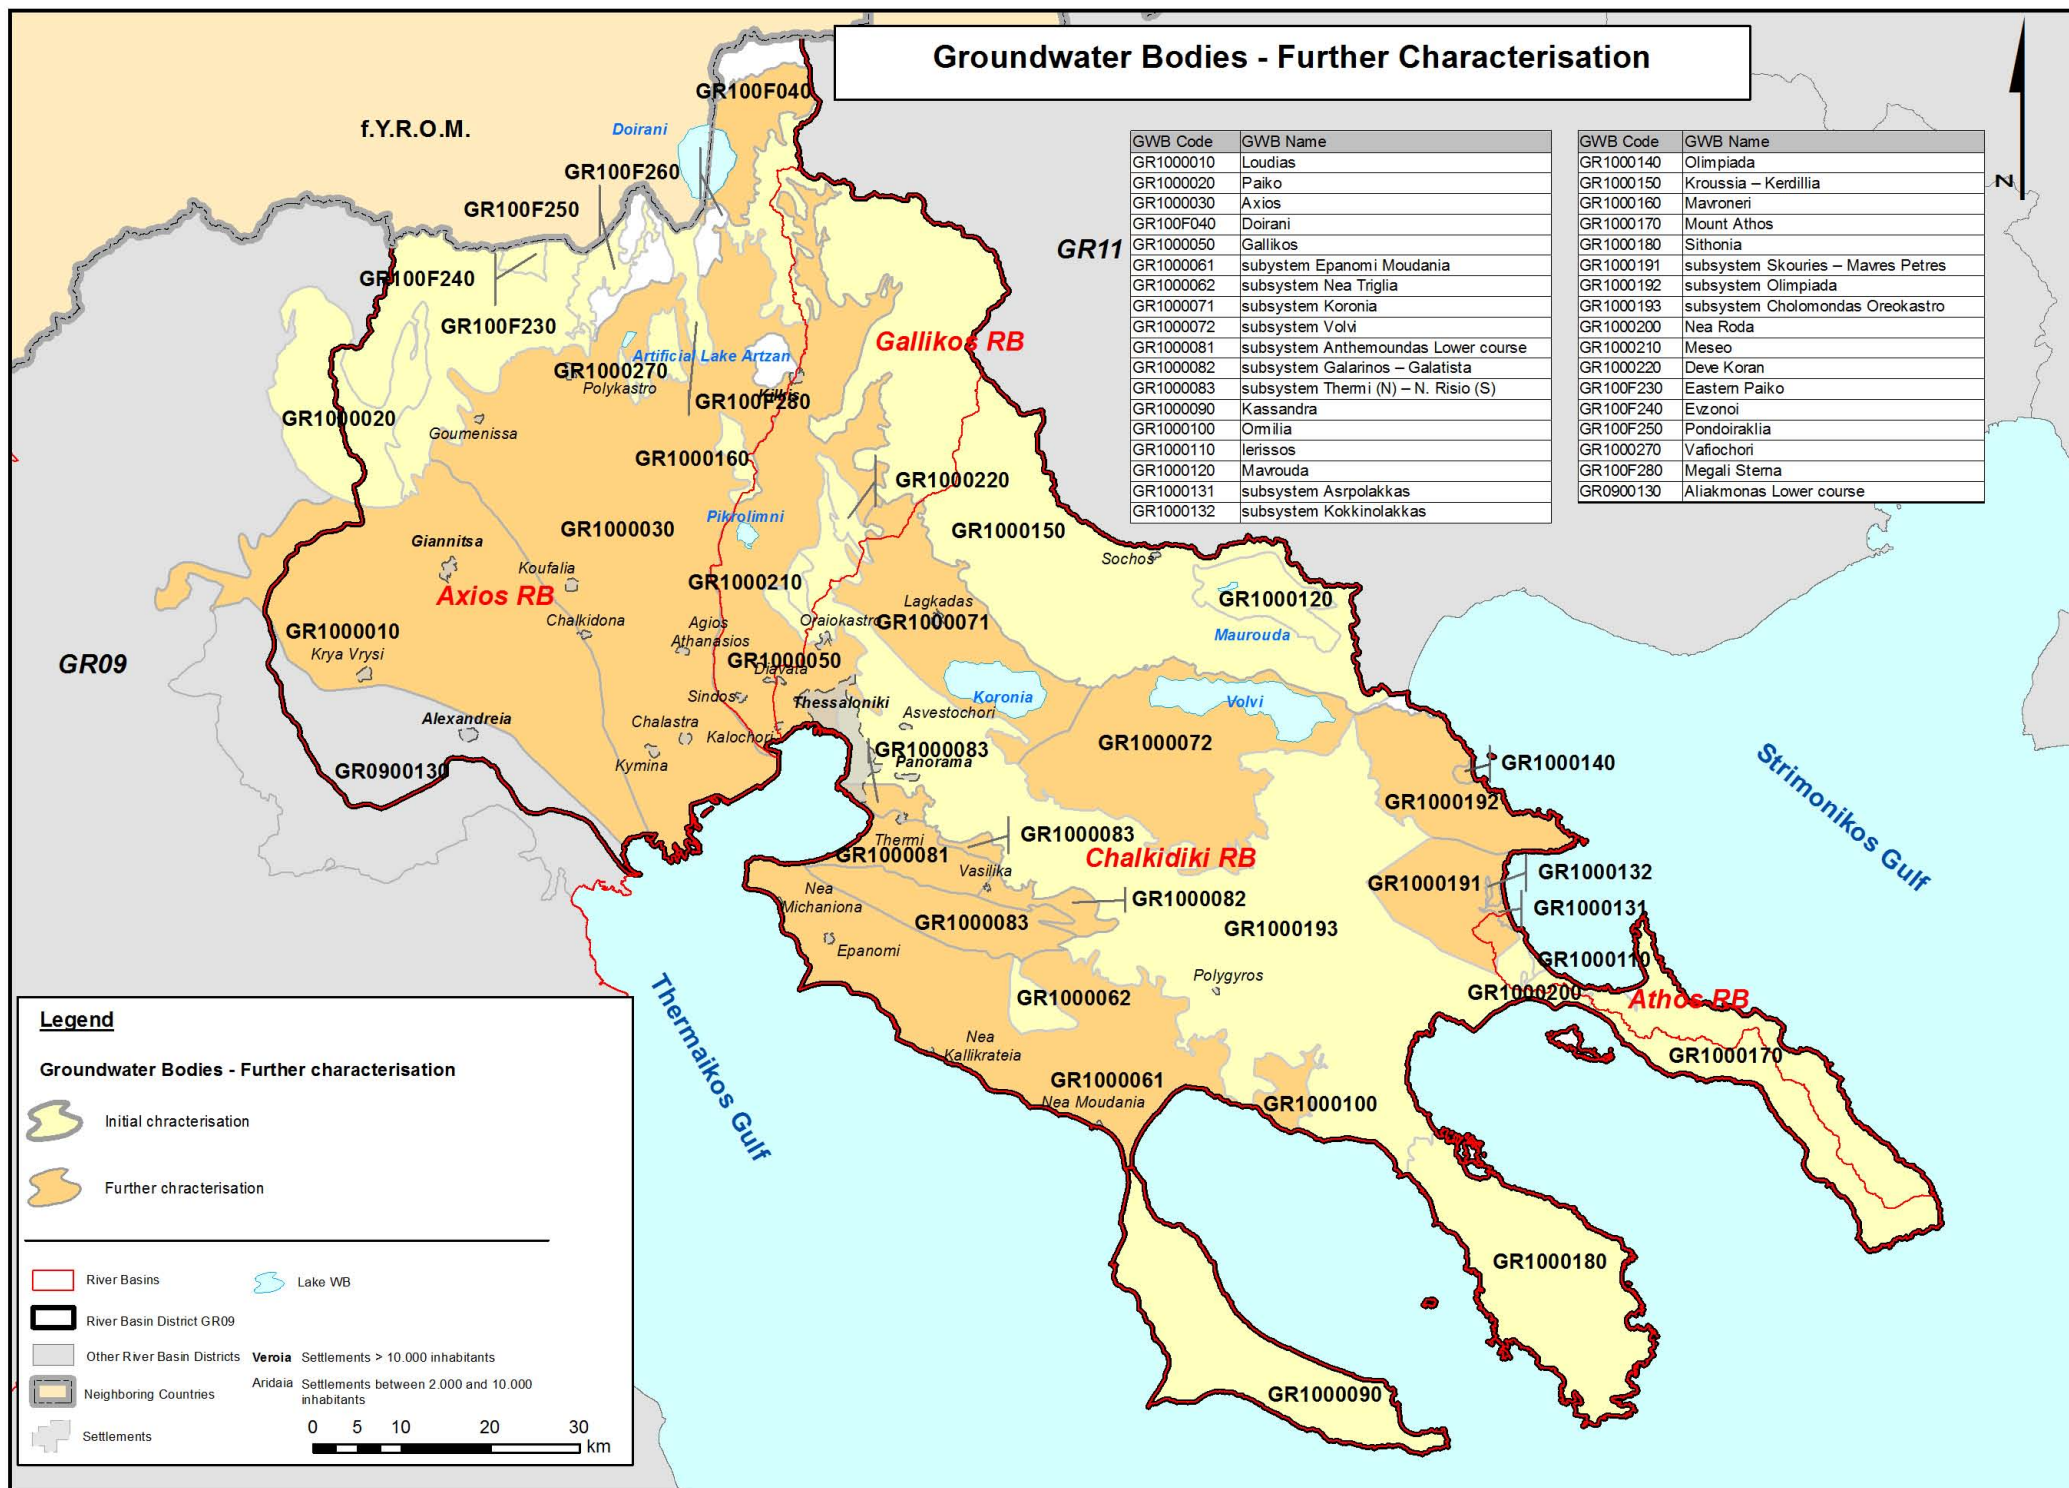 Groundwater Bodies - Further Characterisation
GWB Code GWB Name
GR1000010 Loudias
GR1000020 Paiko
GR1000030 Axios
GR100F040 Doirani
GR1000050 Gallikos
GR1000061 subystem Epanomi Moudania
GR1000062 subsystem Nea Triglia
GR1000071 subsystem Koronia
GR1000072 subsystem Volvi
GR1000081 subsystem Anthemoundas Lower course
GR1000082 subsystem Galarinos – Galatista
GR1000083 subsystem Thermi (N) – N. Risio (S)
GR1000090 Kassandra
GR1000100 Ormilia
GR1000110 Ierissos
GR1000120 Mavrouda
GR1000131 subsystem Asrpolakkas
GR1000132 subsystem Kokkinolakkas
GWB Code GWB Name
GR1000140 Olimpiada
GR1000150 Kroussia – Kerdillia
GR1000160 Mavroneri
GR1000170 Mount Athos
GR1000180 Sithonia
GR1000191 subsystem Skouries – Mavres Petres
GR1000192 subsystem Olimpiada
GR1000193 subsystem Cholomondas Oreokastro
GR1000200 Nea Roda
GR1000210 Meseo
GR1000220 Deve Koran
GR100F230 Eastern Paiko
GR100F240 Evzonoi
GR100F250 Pondoiraklia
GR1000270 Vafiochori
GR100F280 Megali Sterna
GR0900130 Aliakmonas Lower course
N
GR100F040
f.Y.R.O.M.
Doirani
GR100F260
GR100F250
GR11
GR100F240
GR100F230
Gallikos RB
Artificial Lake Artzan
GR1000270
Polykastro
Kilkis
GR100F280
GR1000020
Goumenissa
GR1000160
GR1000220
Pikrolimni
GR1000030
GR1000150
Giannitsa
Koufalia
Sochos
GR1000210
Axios RB
Lagkadas
GR1000120
Chalkidona
Agios
Athanasios
Oraiokastro
GR1000071
GR1000010
Krya Vrysi
Maurouda
GR09
GR1000050
Diavata
Sindos
Thessaloniki
Koronia
Volvi
Alexandreia
Chalastra
Kalochori
Asvestochori
GR1000083
GR1000072
Panorama
Kymina
GR0900130
GR1000140
GR1000192
Strimonikos Gulf
Thermi
GR1000083
GR1000081
Chalkidiki RB
Vasilika
GR1000132
GR1000191
Nea
Michaniona
GR1000082
GR1000131
GR1000083
GR1000193
Epanomi
GR1000110
Polygyros
GR1000200
Athos RB
GR1000062
Thermaikos Gulf
Nea
Kallikrateia
GR1000170
GR1000061
Nea Moudania
GR1000100
GR1000180
GR1000090
Legend
Groundwater Bodies - Further characterisation
Initial chracterisation
Further chracterisation
River Basins
Lake WB
River Basin District GR09
Other River Basin Districts
Veroia Settlements > 10.000 inhabitants
Neighboring Countries
Aridaia Settlements between 2.000 and 10.000
inhabitants
Settlements
0 5 10 20 30
km